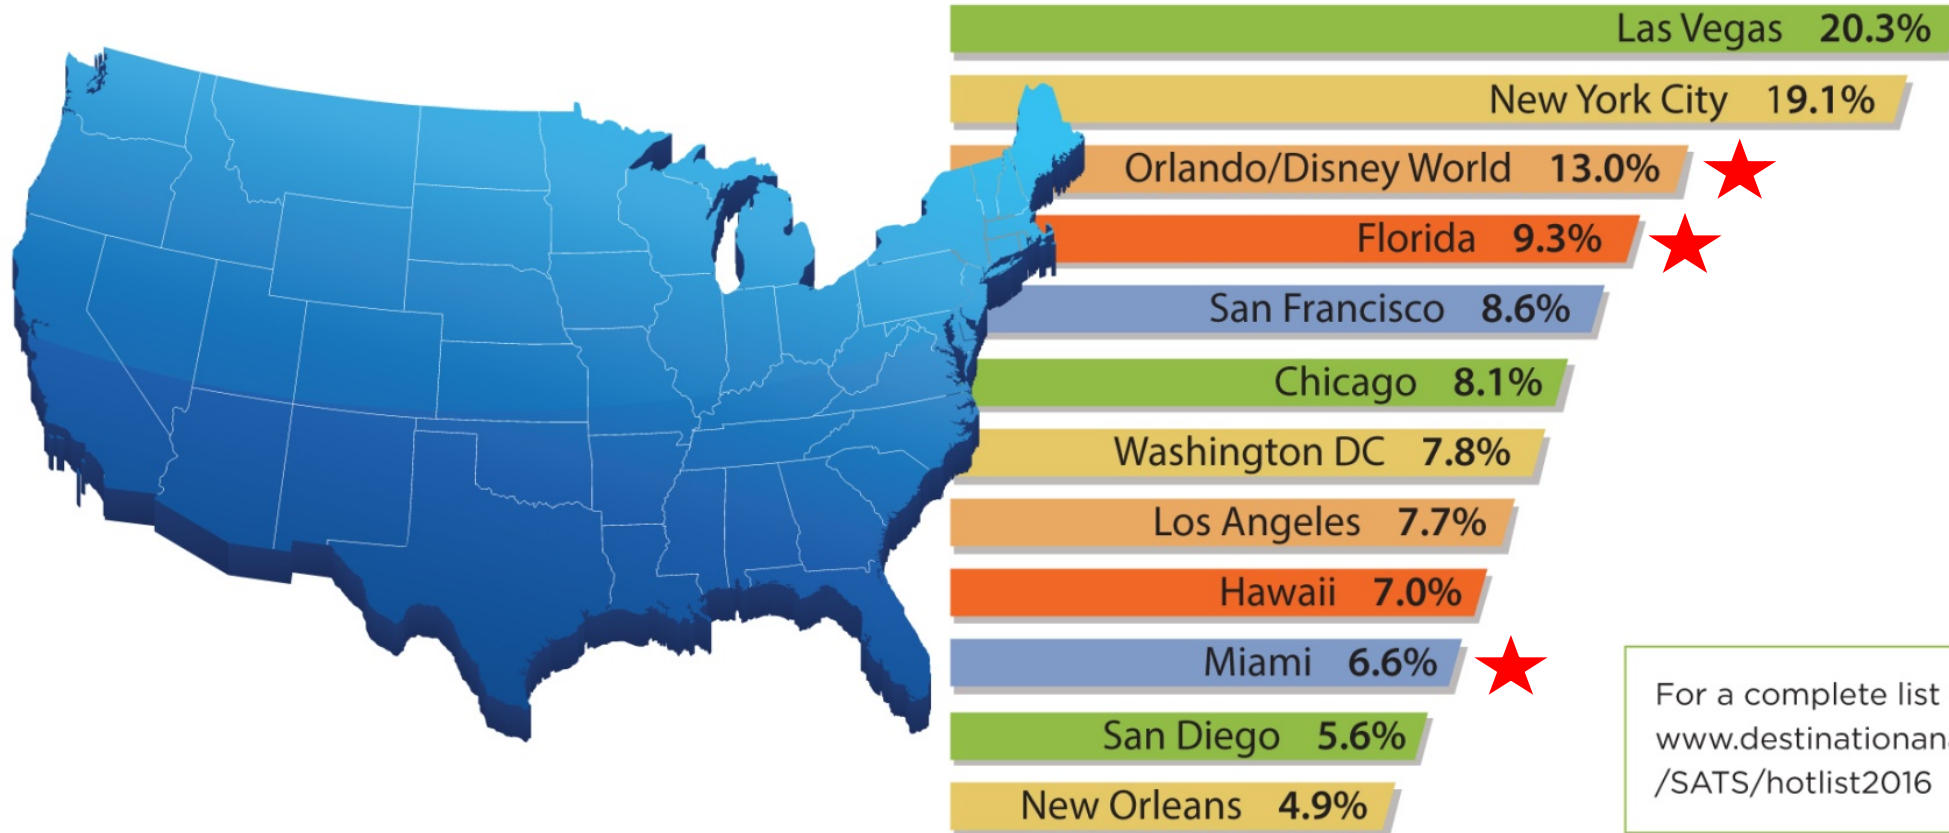 Las Vegas 20.3%
New York City 19.1%
Orlando/Disney World 13.0%
Florida 9.3%
San Francisco 8.6%
Chicago 8.1%
Washington DC 7.8%
Los Angeles 7.7%
Hawaii 7.0%
Miami 6.6%
San Diego 5.6%
New Orleans 4.9%
For a complete list
www.destinationan
/SATS/hotlist2016